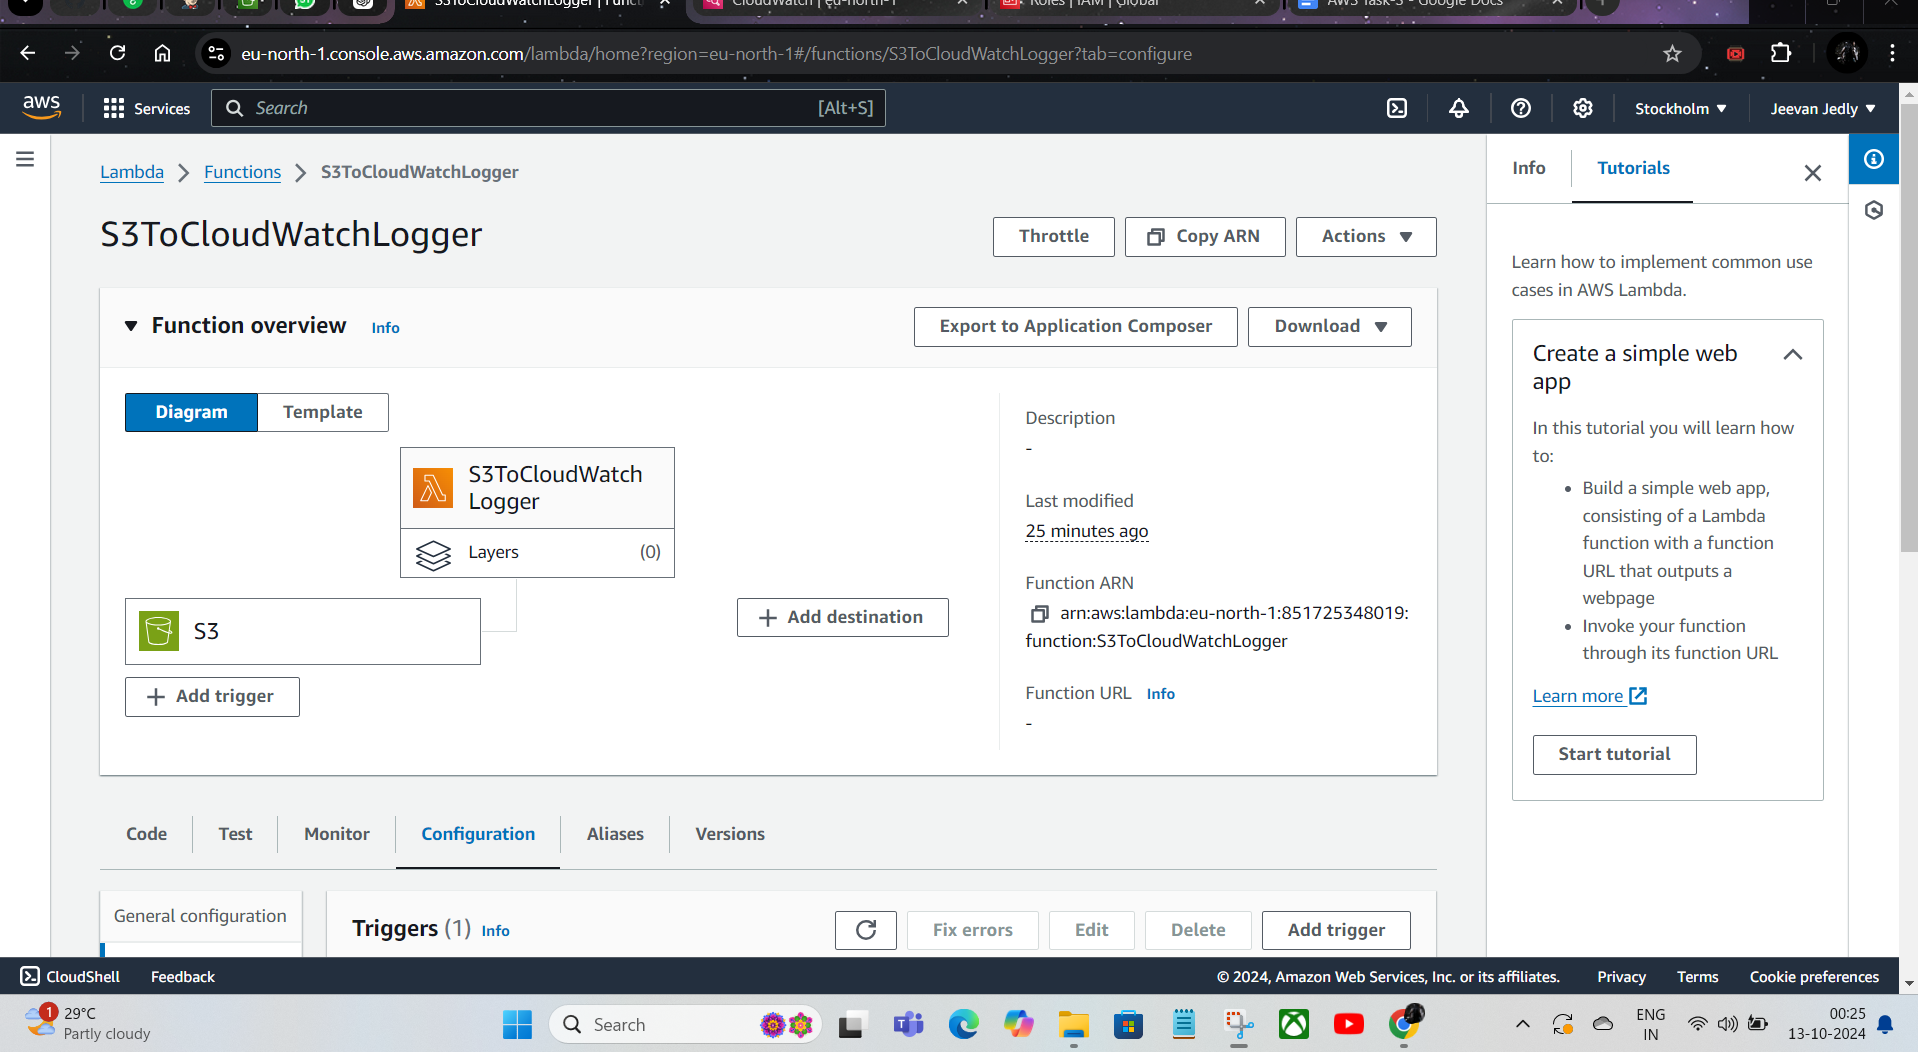 S3ToCloudWatchLogger | Func
CloudWatch | eu-north-1
Roles | IAM | Global
AWS Task-3 - Google Docs
eu-north-1.console.aws.amazon.com/lambda/home?region=eu-north-1#/functions/S3ToCloudWatchLogger?tab=configure
aws
Services
Search
[Alt+S]
Stockholm
Jeevan Jedly
Lambda
Functions
S3ToCloudWatchLogger
S3ToCloudWatchLogger
Throttle
Copy ARN
Actions
Function overview
Info
Export to Application Composer
Download
Diagram
Template
S3ToCloudWatch
Logger
Layers
(0)
S3
Add trigger
Add destination
Description
-
Last modified
25 minutes ago
Function ARN
arn:aws:lambda:eu-north-1:851725348019:
function:S3ToCloudWatchLogger
Function URL
Info
-
Code
Test
Monitor
Configuration
Aliases
Versions
General configuration
Triggers (1)
Info
Fix errors
Edit
Delete
Add trigger
Info
Tutorials
Learn how to implement common use
cases in AWS Lambda.
Create a simple web
app
In this tutorial you will learn how
to:
Build a simple web app,
consisting of a Lambda
function with a function
URL that outputs a
webpage
Invoke your function
through its function URL
Learn more
Start tutorial
CloudShell
Feedback
© 2024, Amazon Web Services, Inc. or its affiliates.
Privacy
Terms
Cookie preferences
1
29°C
Partly cloudy
Search
ENG
IN
00:25
13-10-2024